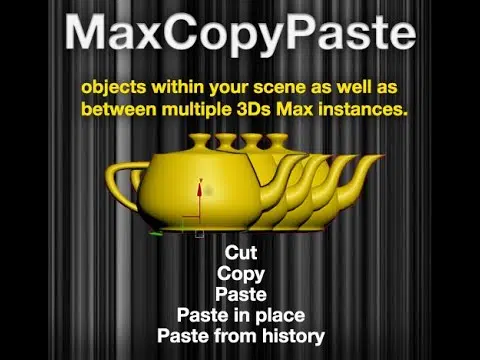 MaxCopyPaste
objects within your scene as well as
between multiple 3Ds Max instances.
Cut
Copy
Paste
Paste in place
Paste from history